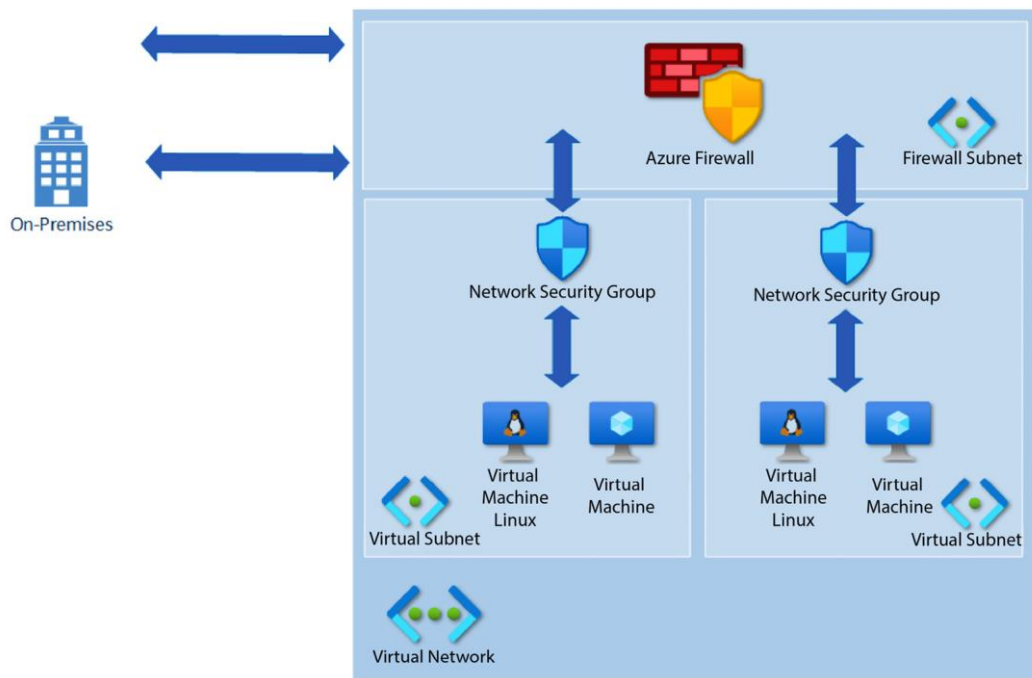 Azure Firewall
Firewall Subnet
On-Premises
Network Security Group
Network Security Group
Virtual
Machine
Linux
Virtual
Machine
Virtual
Machine
Linux
Virtual
Machine
Virtual Subnet
Virtual Subnet
Virtual Network